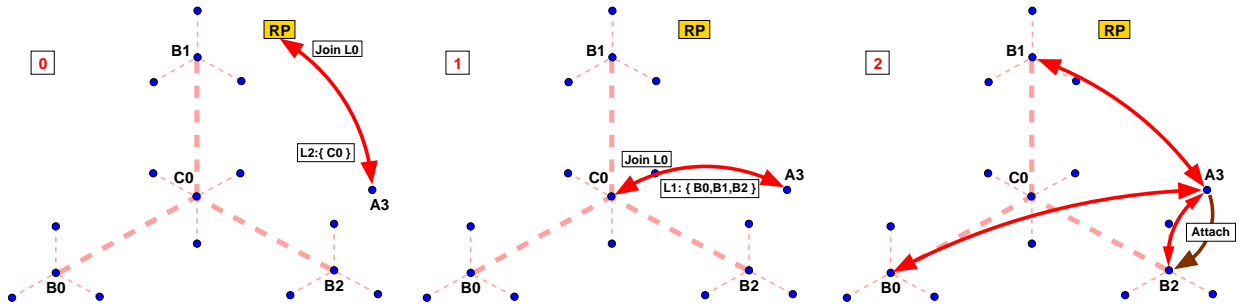 RP
Join L0
B1
0
L2:{ C0 }
C0
A3
B0
B2
RP
B1
1
Join L0
C0
L1: { B0,B1,B2 }
A3
B0
B2
RP
B1
2
C0
A3
Attach
B0
B2